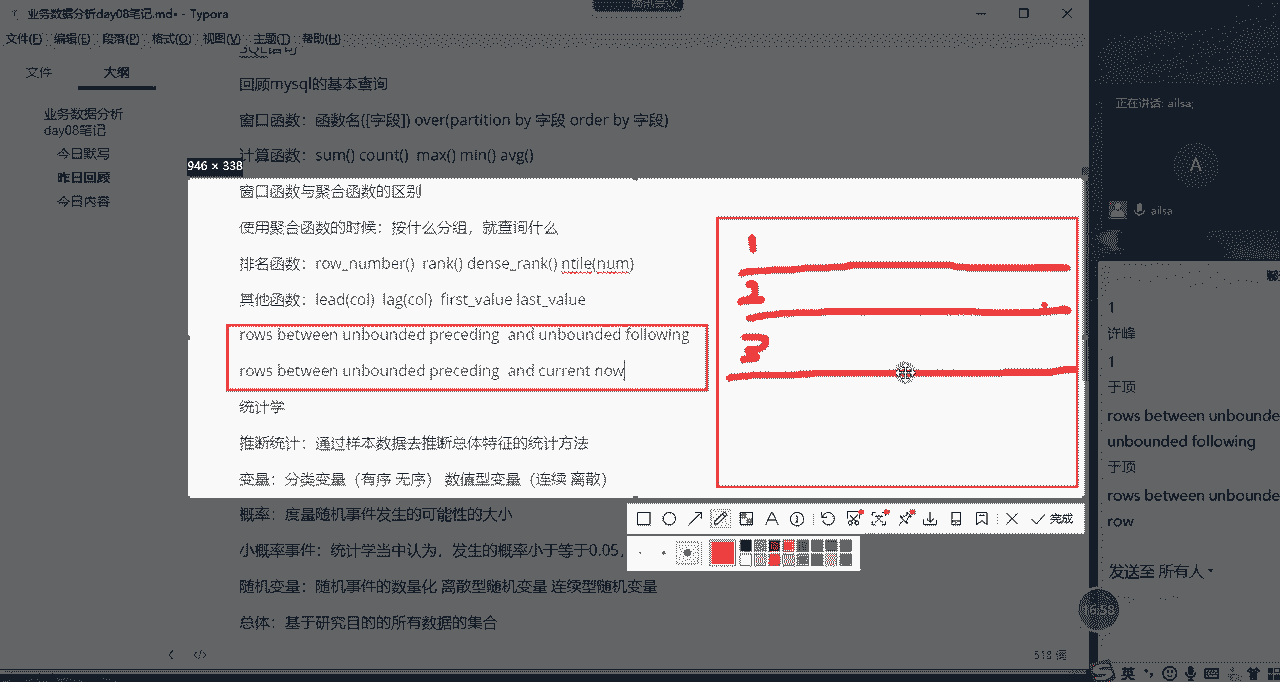 业务数据分析day08笔记.md• - Typora
文件(F) 编辑(E) 段落(P) 格式(O) 视图(V) 主题(T) 帮助(H)
文件 大纲
业务数据分析
day08笔记
今日默写
昨日回顾
今日内容
SQL语句
回顾mysql的基本查询
窗口函数：函数名([字段]) over(partition by 字段 order by 字段)
计算函数：sum() count() max() min() avg()
946 × 338
窗口函数与聚合函数的区别
使用聚合函数的时候：按什么分组，就查询什么
排名函数：row_number() rank() dense_rank() ntile(num)
其他函数：lead(col) lag(col) first_value last_value
rows between unbounded preceding and unbounded following
rows between unbounded preceding and current now
统计学
推断统计：通过样本数据去推断总体特征的统计方法
变量：分类变量（有序 无序） 数值型变量（连续 离散）
概率：度量随机事件发生的可能性的大小
小概率事件：统计学当中认为，发生的概率小于等于0.05，
随机变量：随机事件的数量化 离散型随机变量 连续型随机变量
总体：基于研究目的的所有数据的集合
1
2
3
完成
518 词
正在讲话: ailsa;
A
ailsa
1
许峰
1
于顶
rows between unbounde
unbounded following
于顶
rows between unbounde
row
发送至 所有人
16:58
英